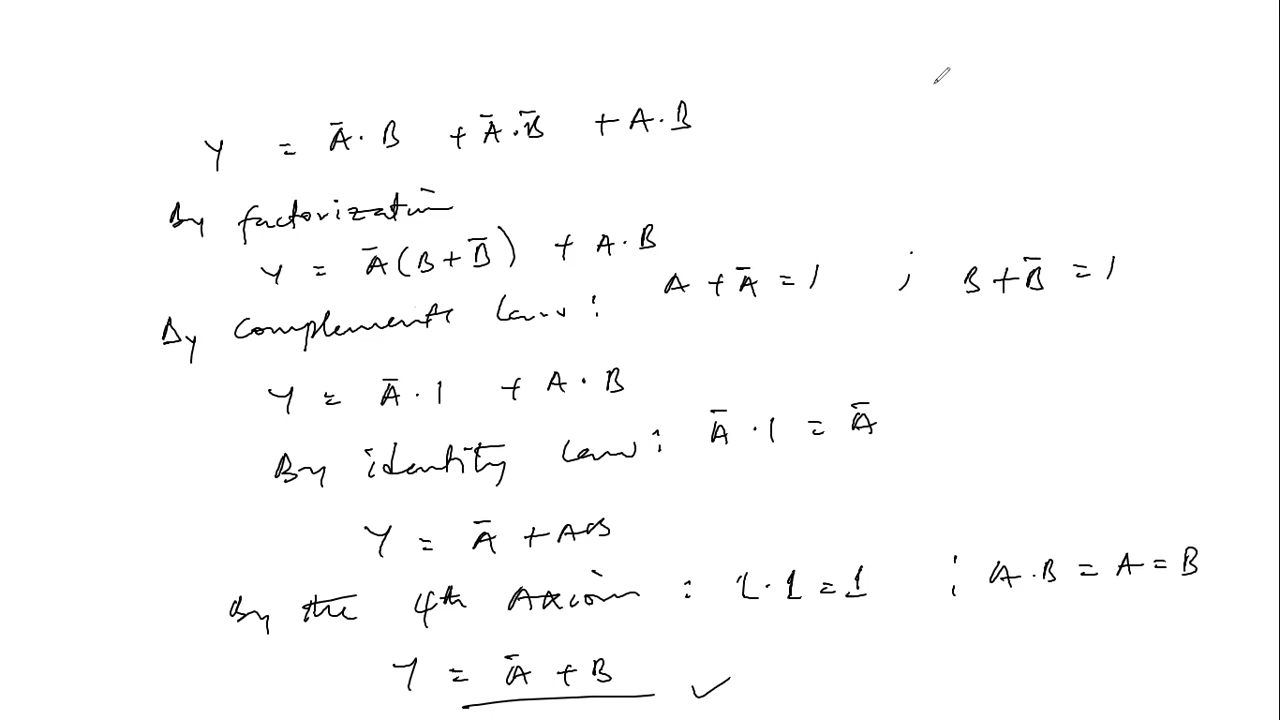 Y = Ā · B + Ā · B̄ + A · B
By factorization
Y = Ā(B + B̄) + A · B
By Complements Law : A + Ā = 1 ; B + B̄ = 1
Y = Ā · 1 + A · B
By identity Law : Ā · 1 = Ā
Y = Ā + AB
By the 4th Axiom : 1 · 1 = 1 ; A · B = A = B
Y = Ā + B ✓